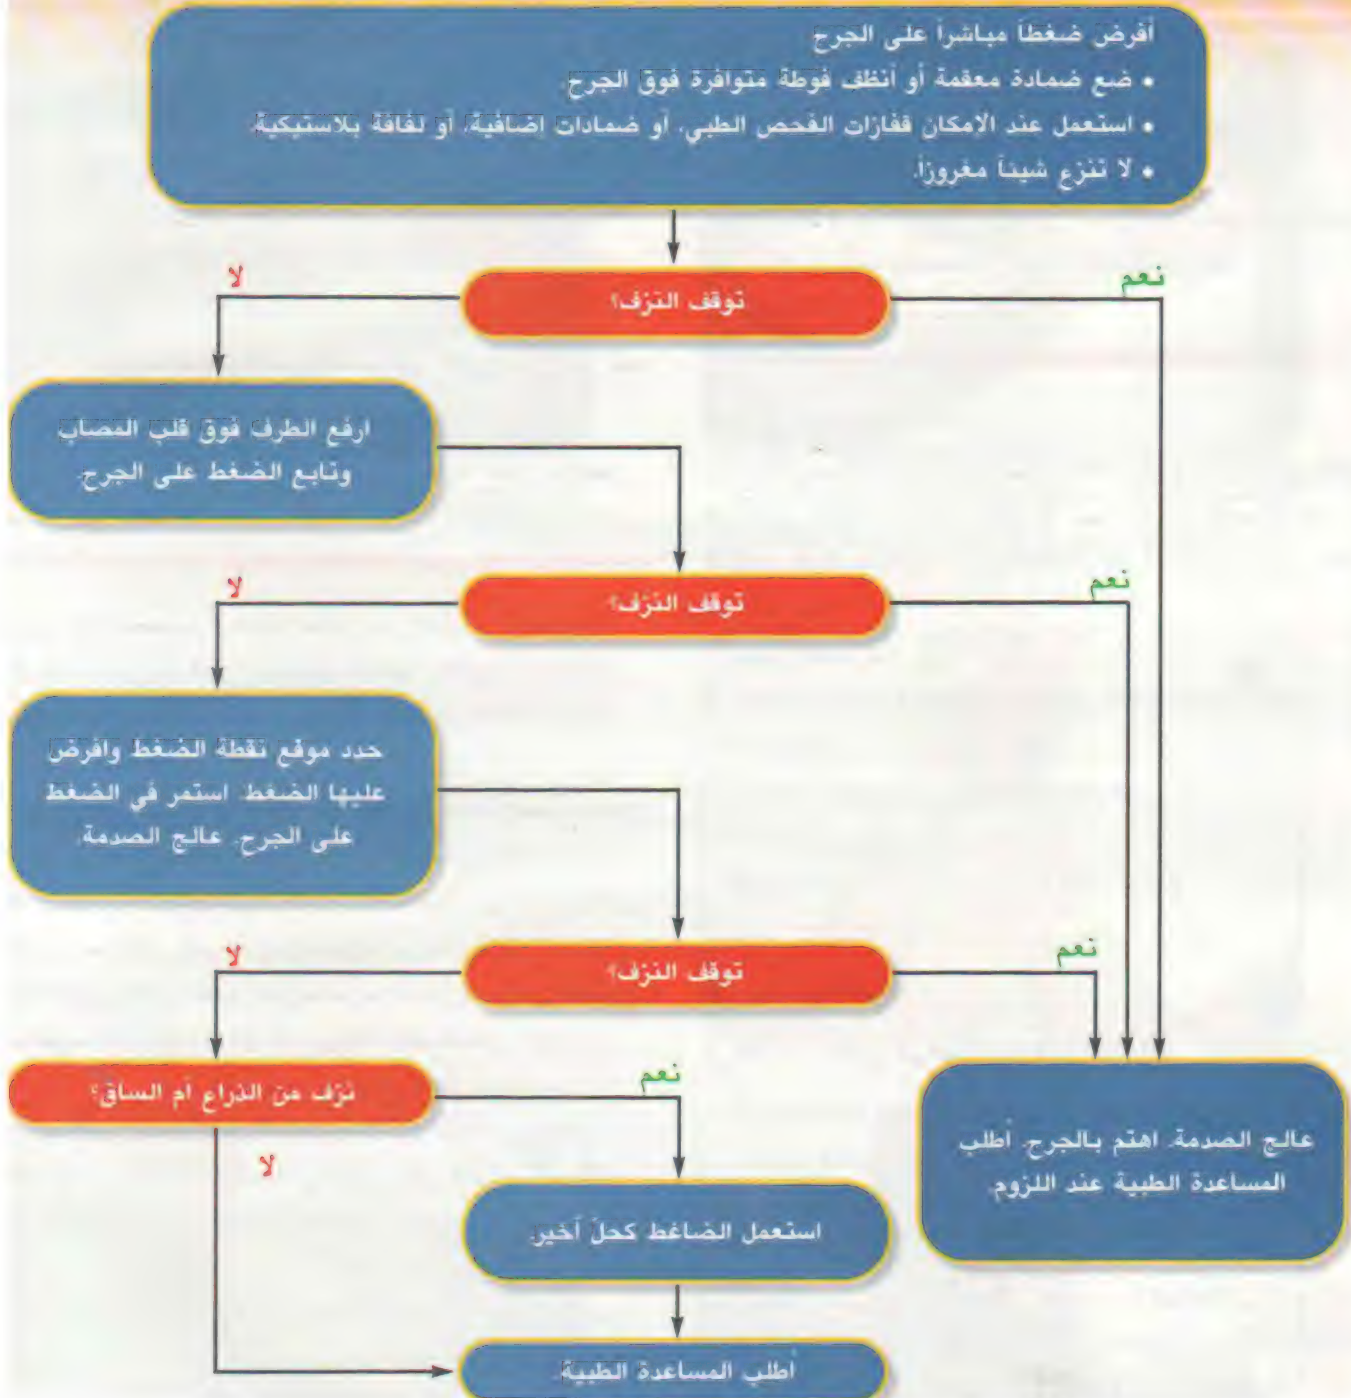 أفرض ضغطاً مباشراً على الجرح
• ضع ضمادة معقمة أو أنظف فوطة متوافرة فوق الجرح.
• استعمل عند الامكان قفازات الفحص الطبي، أو ضمادات إضافية، أو لفافة بلاستيكية.
• لا تنزع شيئاً مغروزاً.
لا
نعم
توقف النزف؟
ارفع الطرف فوق قلب المصاب
وتابع الضغط على الجرح.
لا
نعم
توقف النزف؟
حدد موقع نقطة الضغط وافرض
عليها الضغط. استمر في الضغط
على الجرح. عالج الصدمة.
لا
نعم
توقف النزف؟
نزف من الذراع أم الساق؟
نعم
لا
عالج الصدمة. اهتم بالجرح. أطلب
المساعدة الطبية عند اللزوم.
استعمل الضاغط كحلّ أخير.
أطلب المساعدة الطبية.